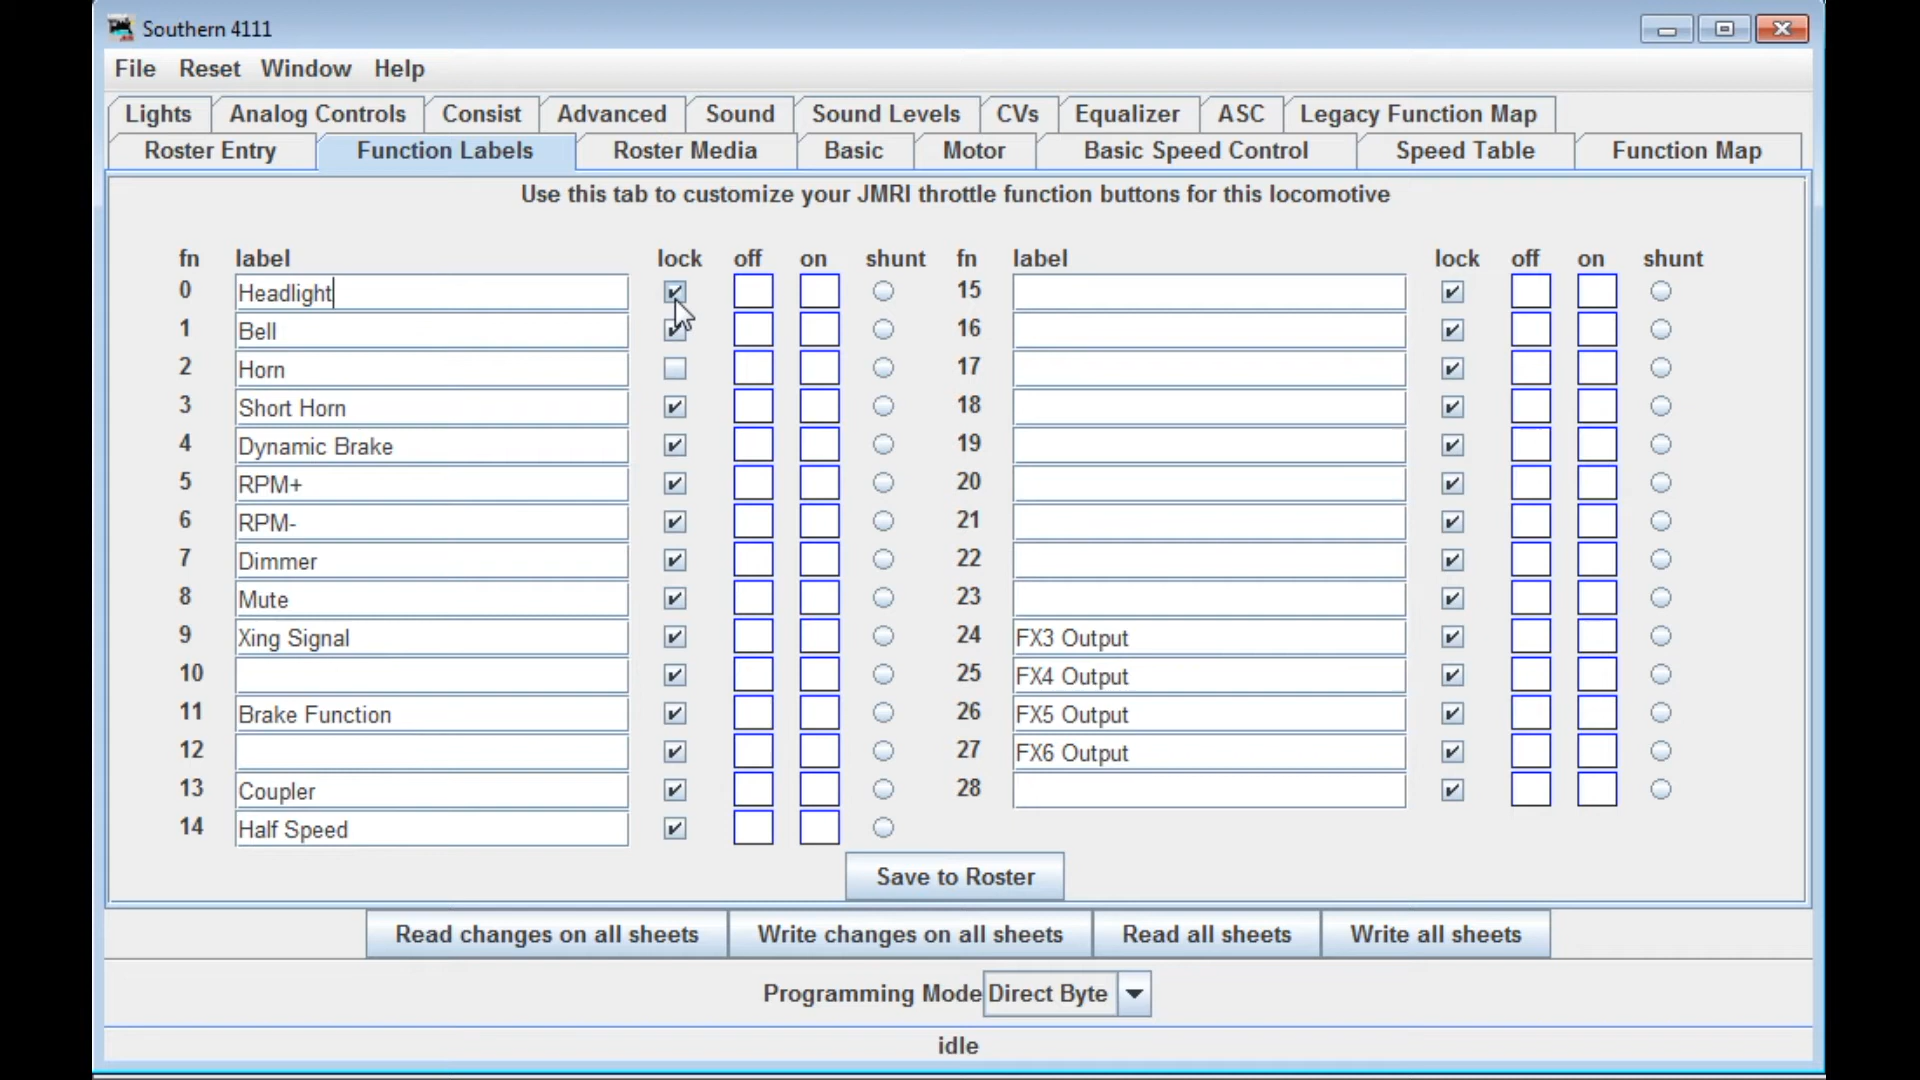 Southern 4111
File Reset Window Help
Lights Analog Controls Consist Advanced Sound Sound Levels CVs Equalizer ASC Legacy Function Map
Roster Entry Function Labels Roster Media Basic Motor Basic Speed Control Speed Table Function Map
Use this tab to customize your JMRI throttle function buttons for this locomotive
fn label lock off on shunt fn label lock off on shunt
0 Headlight 15
1 Bell 16
2 Horn 17
3 Short Horn 18
4 Dynamic Brake 19
5 RPM+ 20
6 RPM- 21
7 Dimmer 22
8 Mute 23
9 Xing Signal 24 FX3 Output
10 25 FX4 Output
11 Brake Function 26 FX5 Output
12 27 FX6 Output
13 Coupler 28
14 Half Speed
Save to Roster
Read changes on all sheets Write changes on all sheets Read all sheets Write all sheets
Programming Mode Direct Byte
idle